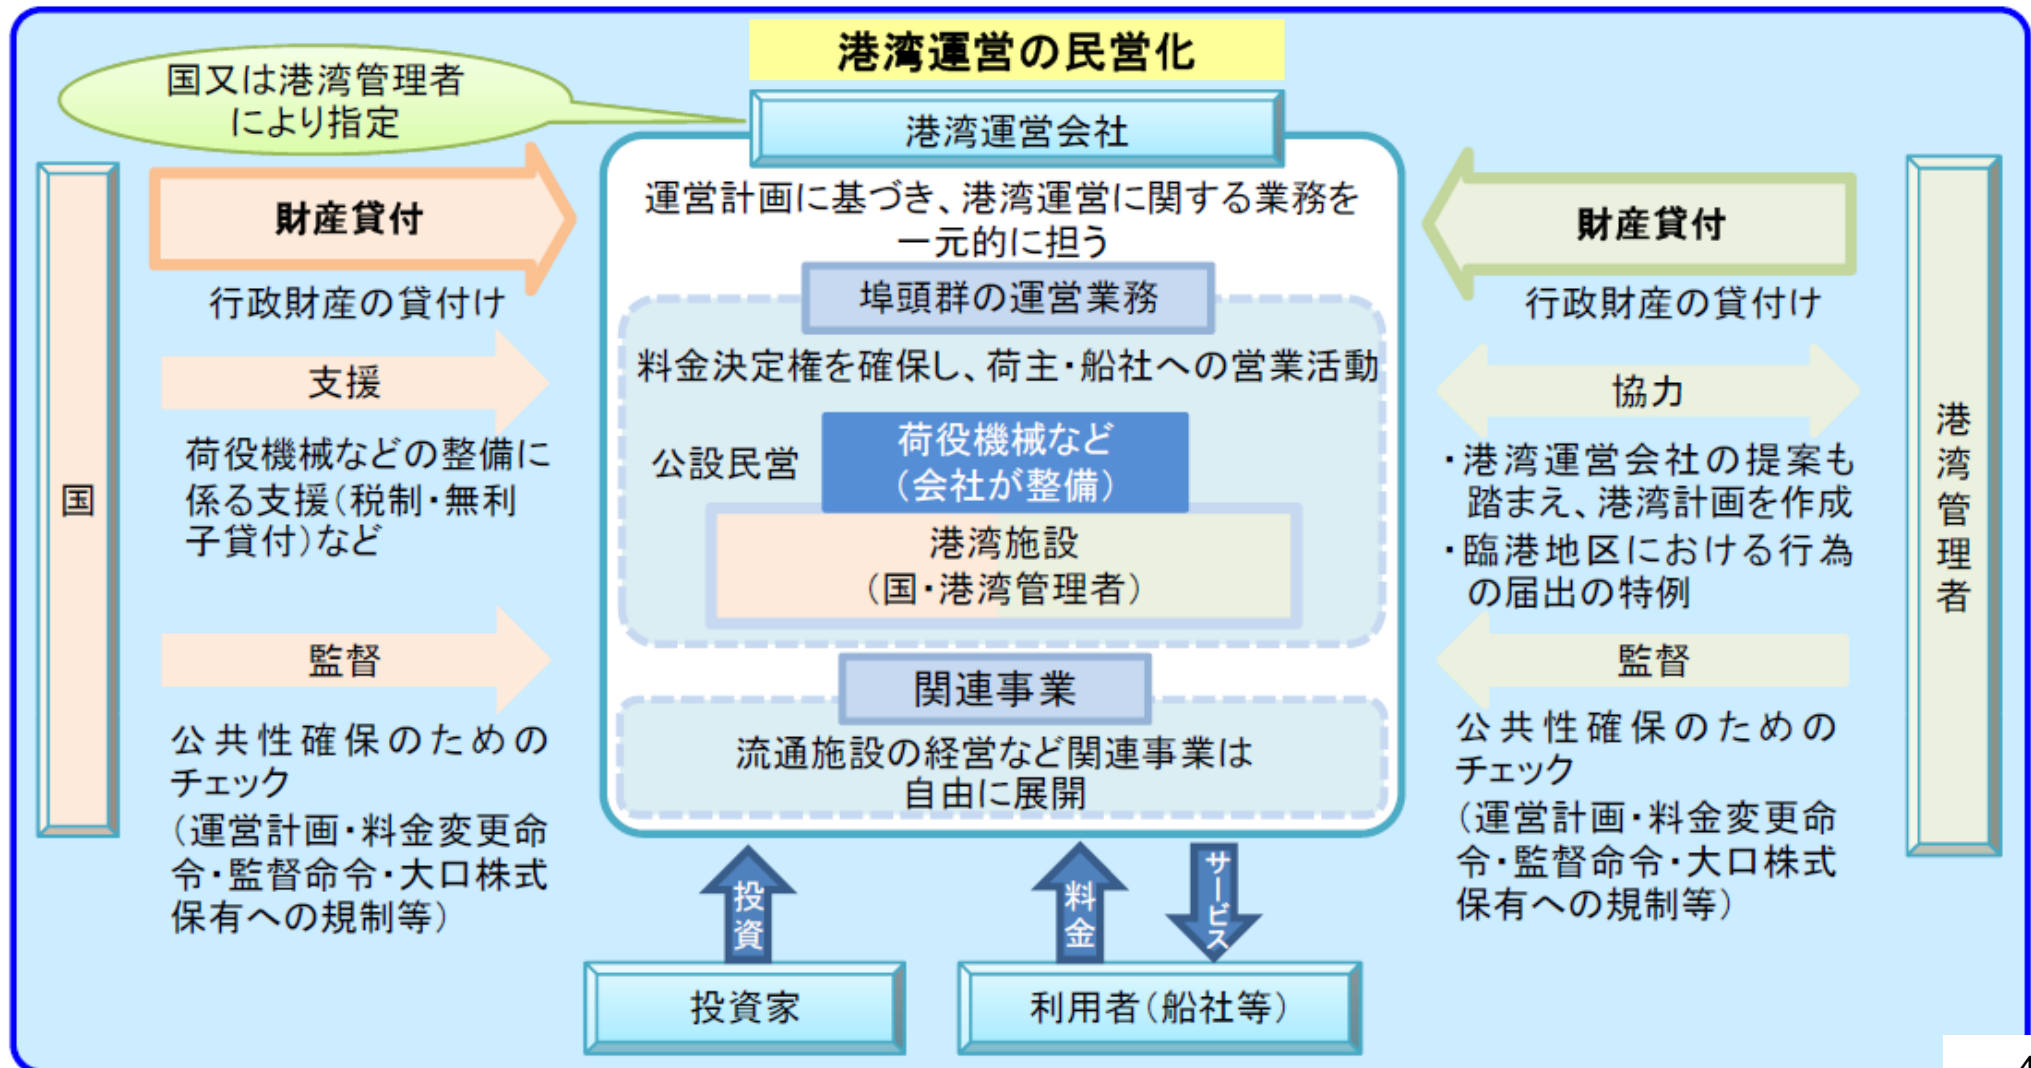 港湾運営の民営化
国又は港湾管理者
により指定
港湾運営会社
運営計画に基づき、港湾運営に関する業務を
一元的に担う
埠頭群の運営業務
料金決定権を確保し、荷主・船社への営業活動
公設民営
荷役機械など
（会社が整備）
港湾施設
（国・港湾管理者）
関連事業
流通施設の経営など関連事業は
自由に展開
国
財産貸付
行政財産の貸付け
支援
荷役機械などの整備に
係る支援（税制・無利
子貸付）など
監督
公共性確保のための
チェック
（運営計画・料金変更命
令・監督命令・大口株式
保有への規制等）
財産貸付
行政財産の貸付け
協力
・港湾運営会社の提案も
踏まえ、港湾計画を作成
・臨港地区における行為
の届出の特例
監督
公共性確保のための
チェック
（運営計画・料金変更命
令・監督命令・大口株式
保有への規制等）
港湾管理者
投資
料金
サービス
投資家
利用者（船社等）
4